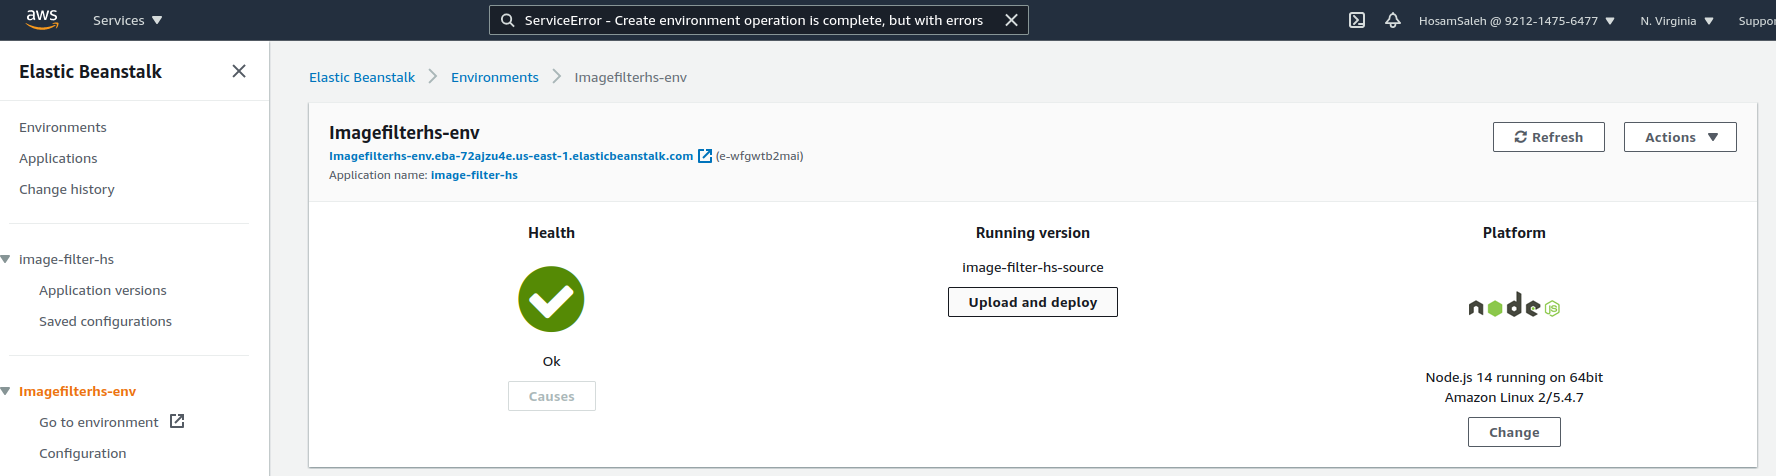 aws
Services
ServiceError - Create environment operation is complete, but with errors
HosamSaleh @ 9212-1475-6477
N. Virginia
Suppor
Elastic Beanstalk
Environments
Applications
Change history
image-filter-hs
Application versions
Saved configurations
Imagefilterhs-env
Go to environment
Configuration
Elastic Beanstalk
Environments
Imagefilterhs-env
Imagefilterhs-env
Imagefilterhs-env.eba-72ajzu4e.us-east-1.elasticbeanstalk.com (e-wfgwtb2mai)
Application name: image-filter-hs
Refresh
Actions
Health
Ok
Causes
Running version
image-filter-hs-source
Upload and deploy
Platform
node JS
Node.js 14 running on 64bit
Amazon Linux 2/5.4.7
Change